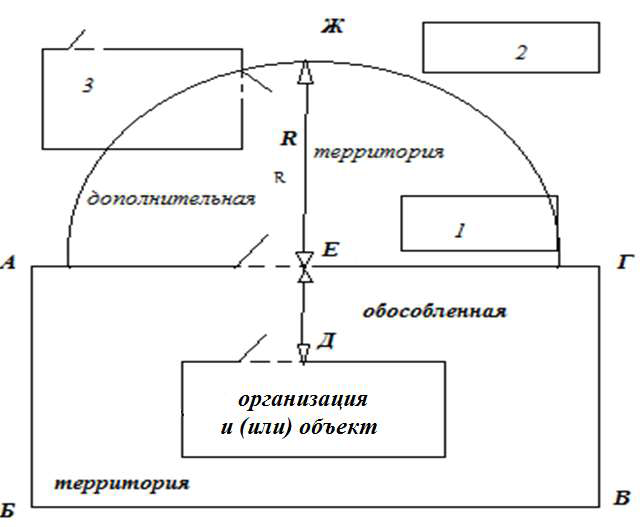 Ж
2
3
R
территория
R
дополнительная
1
А
Е
Г
обособленная
Д
организация
и (или) объект
территория
Б
В